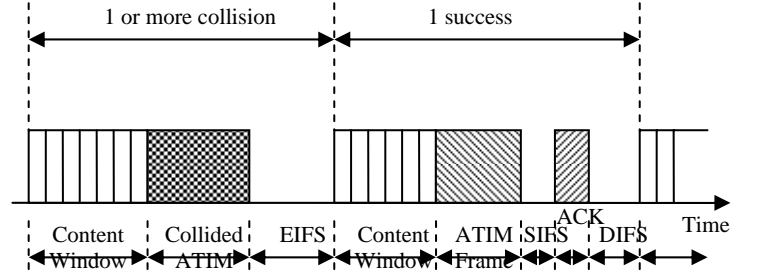 1 or more collision
1 success
ACK
Time
Content Window
Collided ATIM
EIFS
Content Window
ATIM Frame
SIFS
DIFS